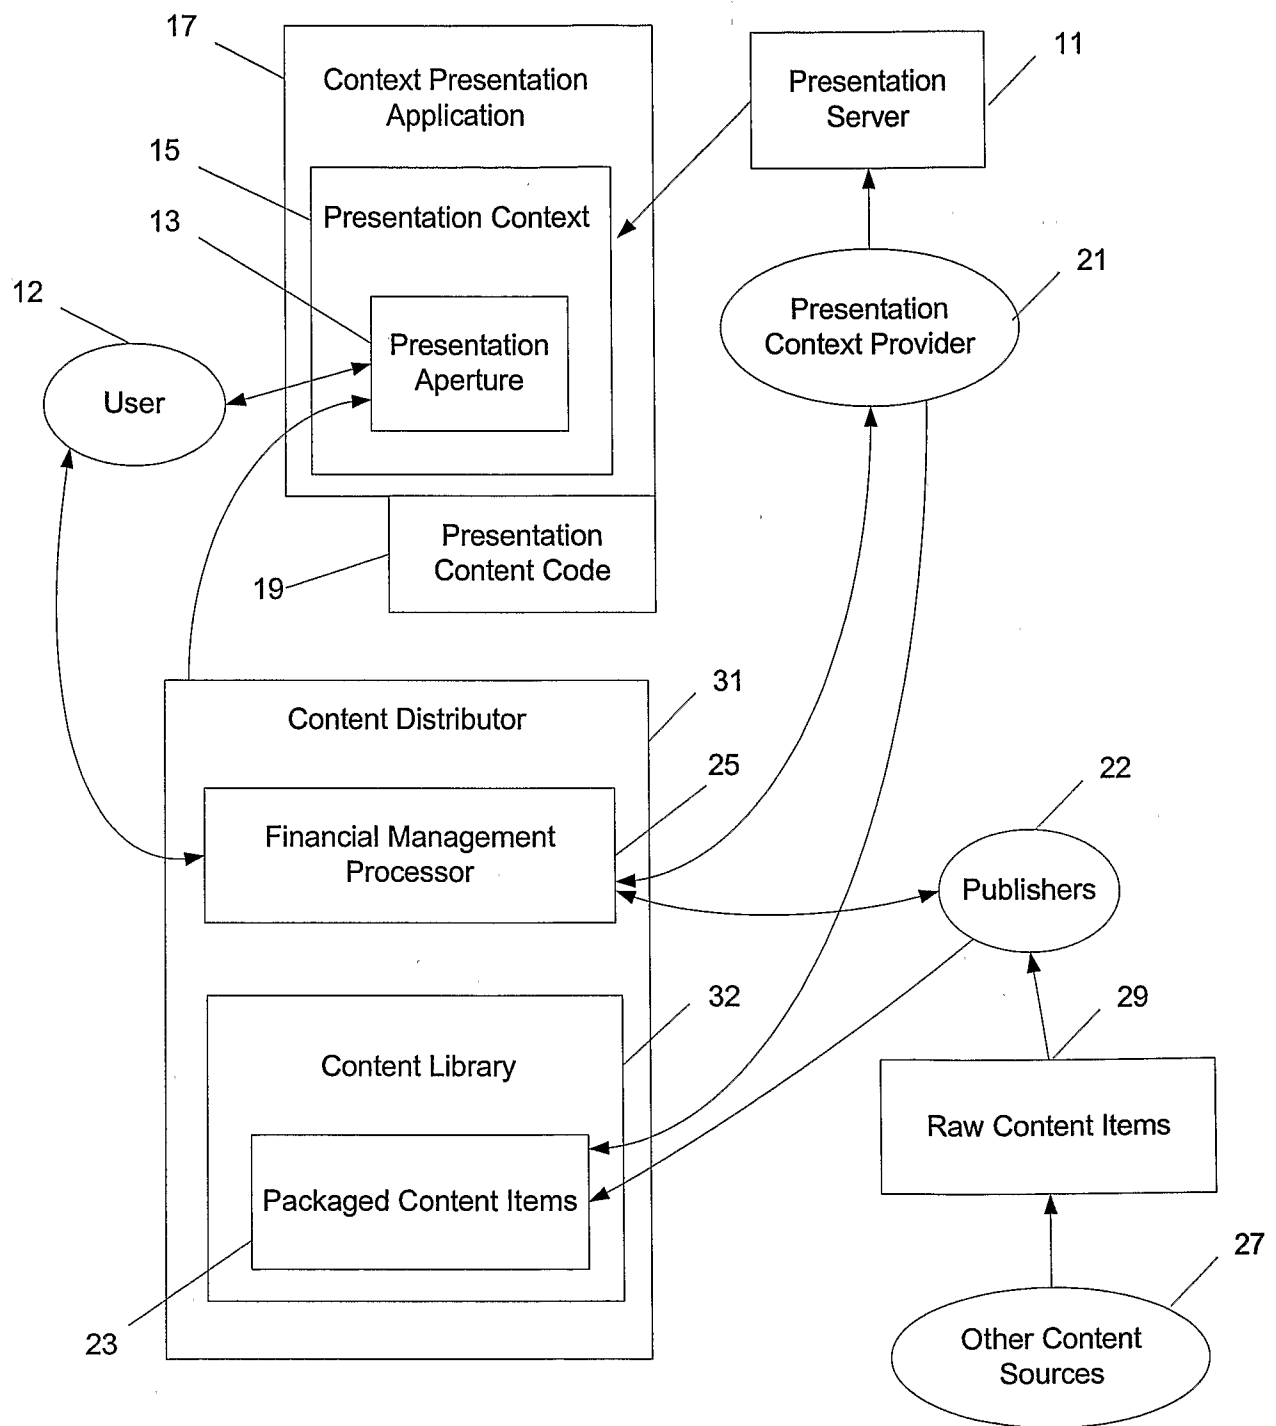 17
Context Presentation
Application
Presentation
Server
11
15
Presentation Context
13
21
12
Presentation
Context Provider
Presentation
Aperture
User
Presentation
Content Code
19
31
Content Distributor
25
22
Financial Management
Processor
Publishers
32
29
Content Library
Raw Content Items
Packaged Content Items
27
23
Other Content
Sources